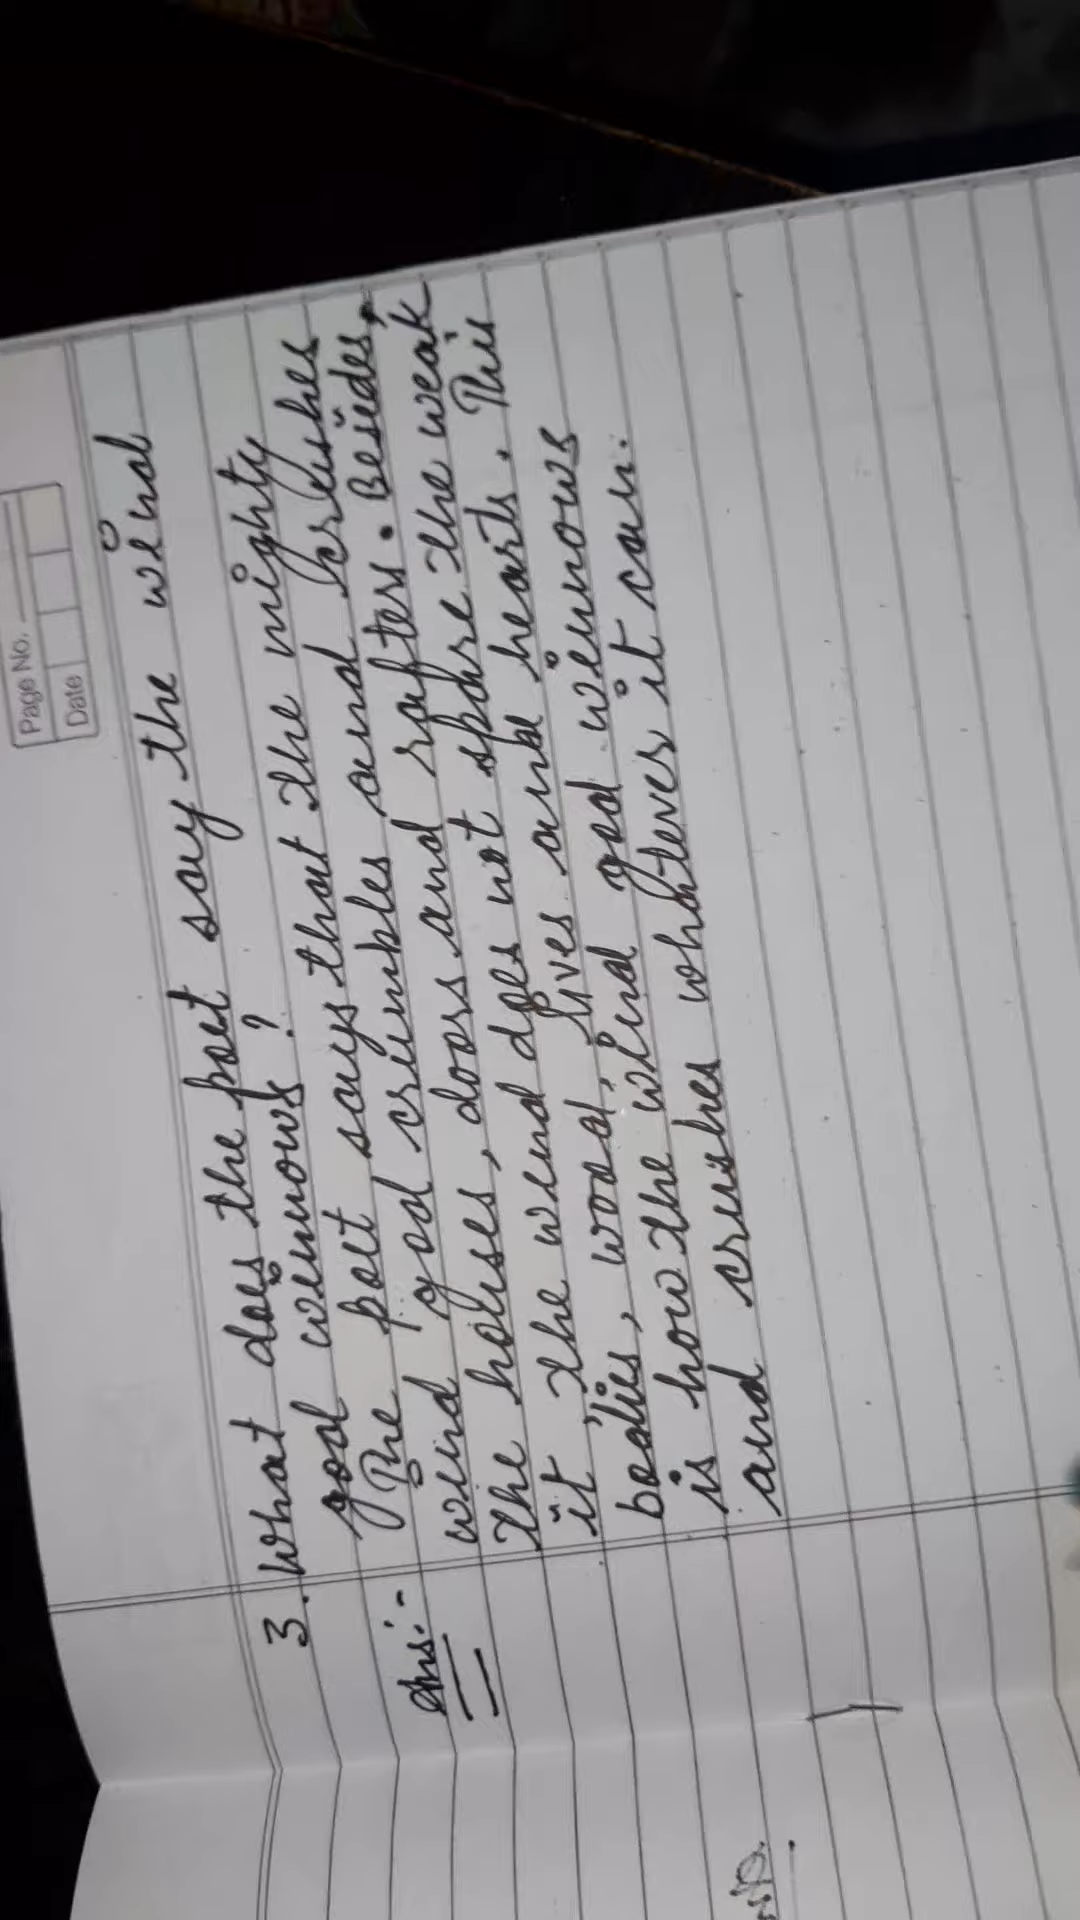 Page No.
Date
3. What does the poet say the wind
god winnows?
Ans:- The poet says that the mighty
wind god crumbles and crushes
the houses, doors and rafters. Besides,
it, the wind does not spare the weak
bodies, wood, lives and hearts. This
is how the wind god winnows
and crushes whatever it can.